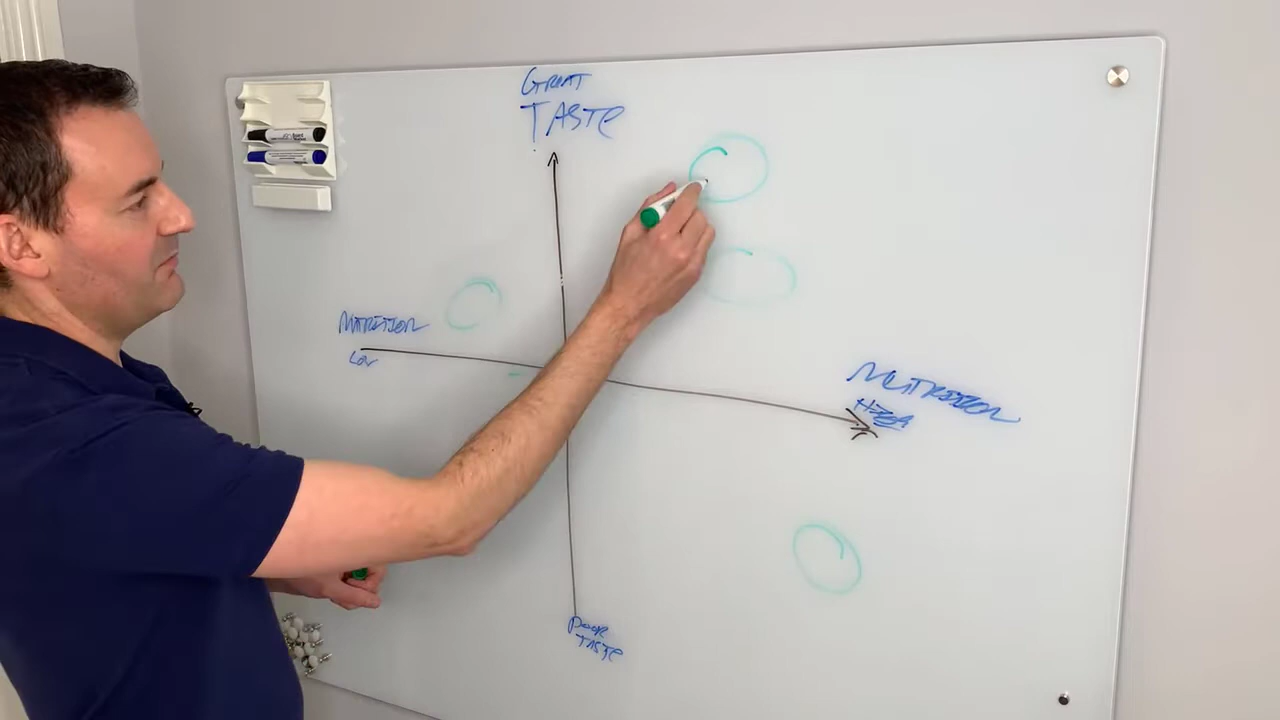 GREAT
TASTE
NUTRITION
LOW
NUTRITION
HIGH
POOR
TASTE